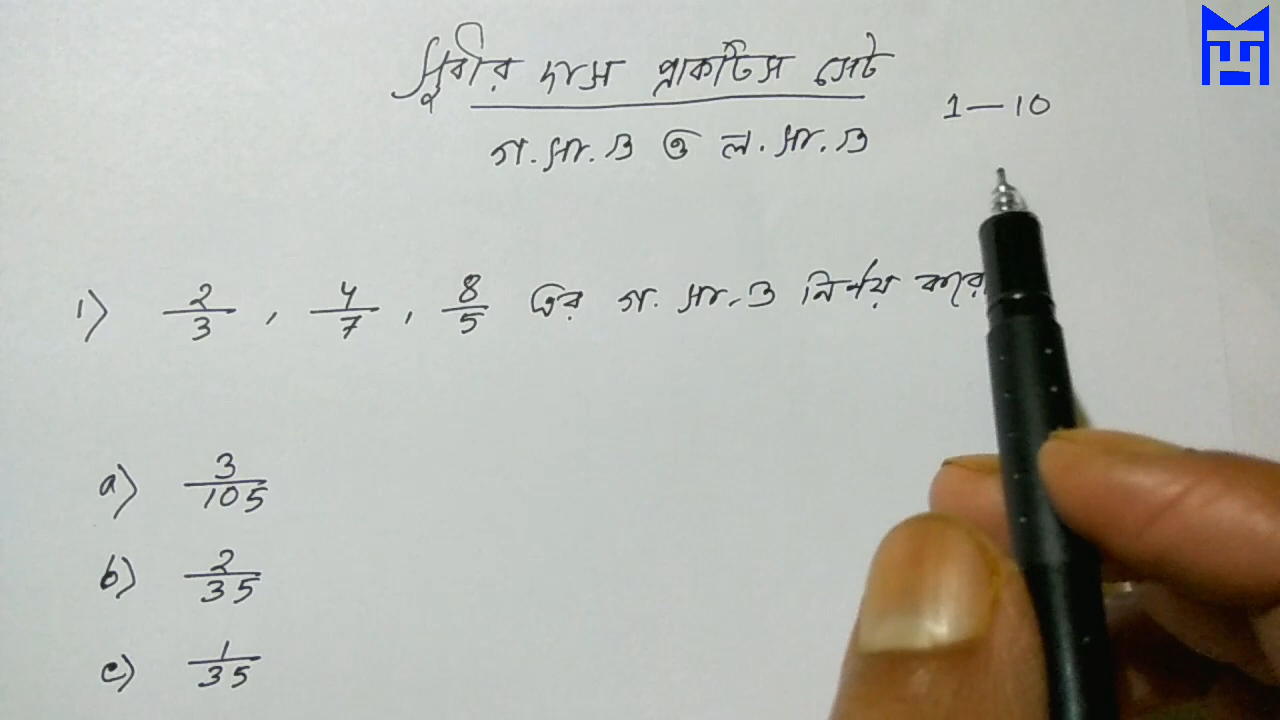 সুবীর দাস প্রাকটিস সেট
1—10
গ.সা.গু ও ল.সা.গু
1) 2/3 , 4/7 , 8/5 এর গ.সা.গু নির্ণয় করো
a) 3/105
b) 2/35
c) 1/35